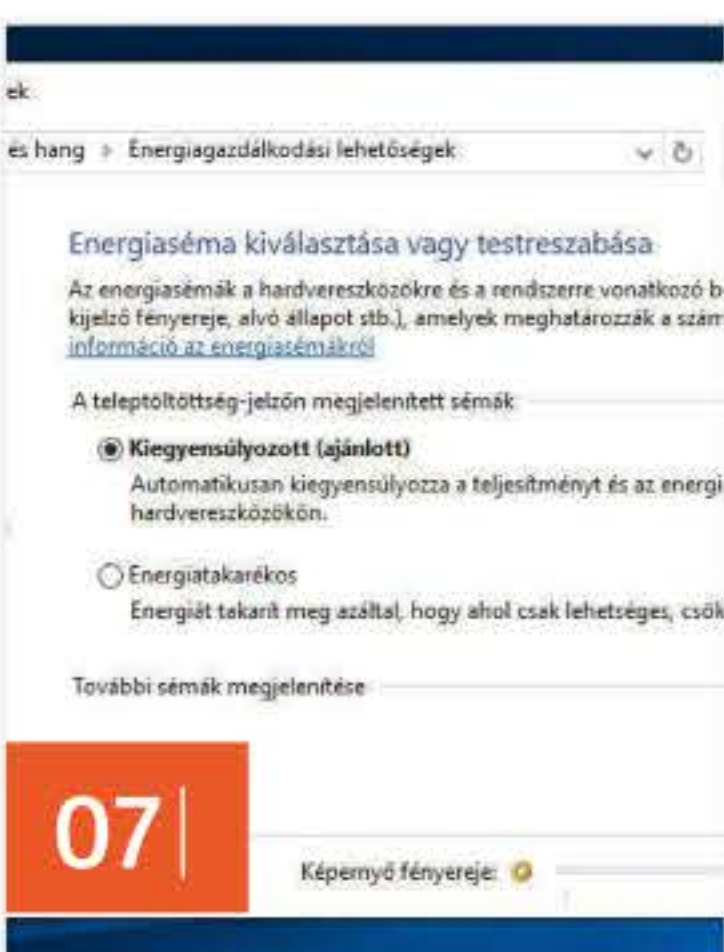 ek
és hang > Energiagazdálkodási lehetőségek
Energiaséma kiválasztása vagy testreszabása
Az energiasémák a hardvereszközökre és a rendszerre vonatkozó b
kijelző fényereje, alvó állapot stb.), amelyek meghatározzák a szám
információ az energiasémákról
A teleptöltöttség-jelzőn megjelenített sémák
Kiegyensúlyozott (ajánlott)
Automatikusan kiegyensúlyozza a teljesítményt és az energi
hardvereszközökön.
Energiatakarékos
Energiát takarít meg azáltal, hogy ahol csak lehetséges, csök
További sémák megjelenítése
07
Képernyő fényereje: